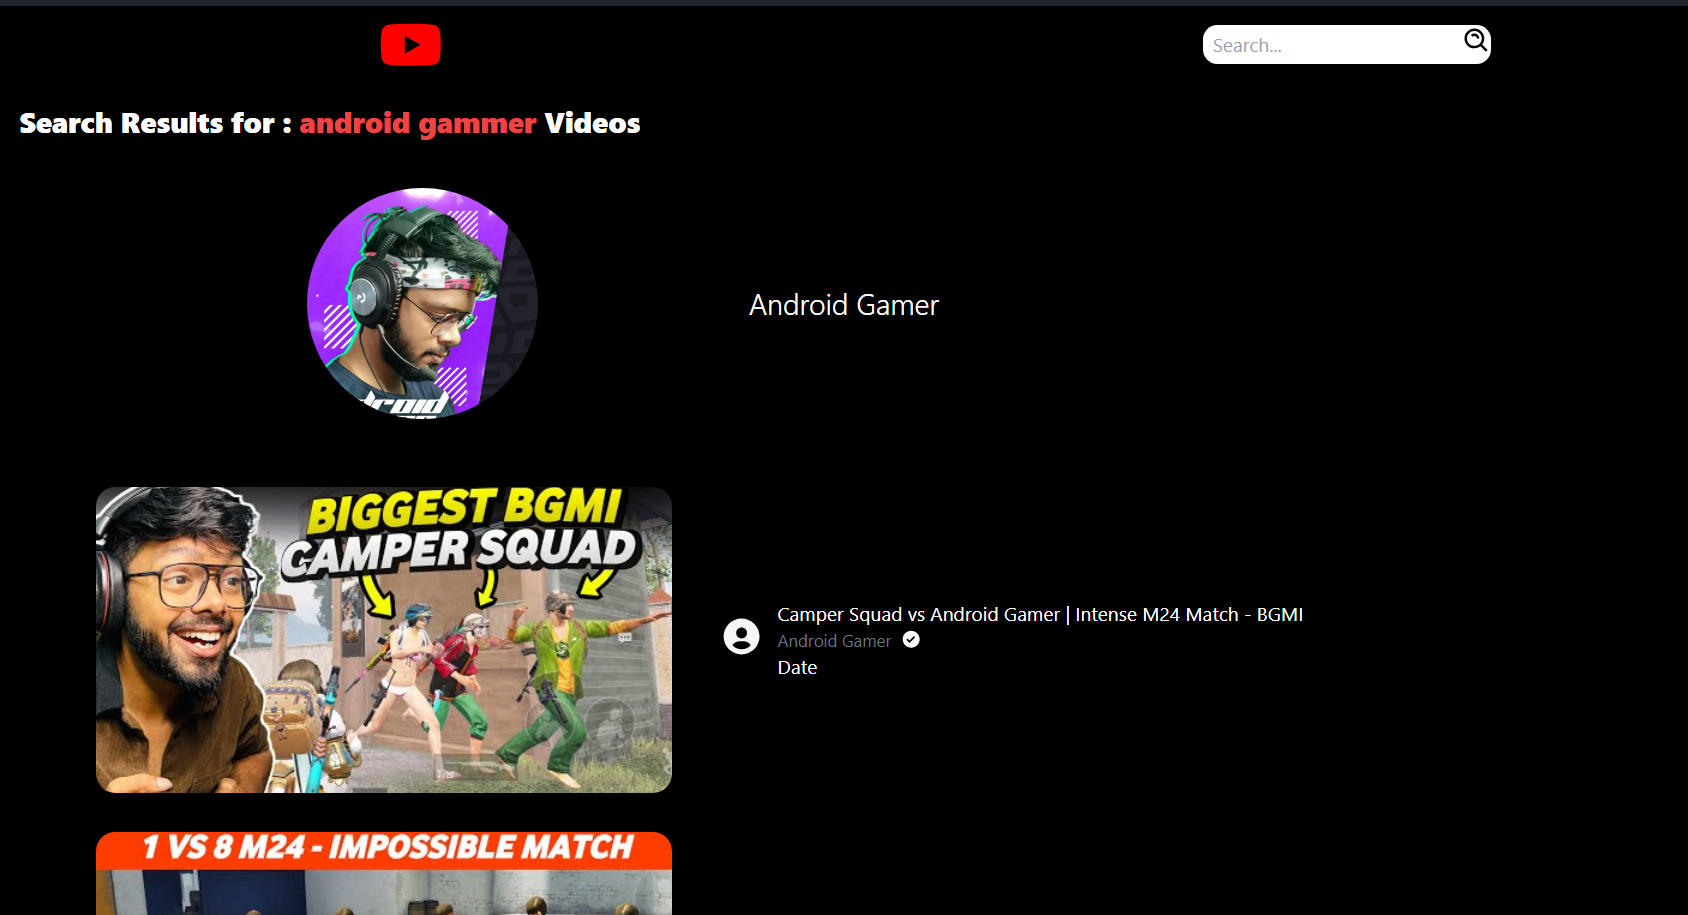 Search...
Search Results for : android gammer Videos
Android Gamer
BIGGEST BGMI
CAMPER SQUAD
Camper Squad vs Android Gamer | Intense M24 Match - BGMI
Android Gamer
Date
1 VS 8 M24 - IMPOSSIBLE MATCH